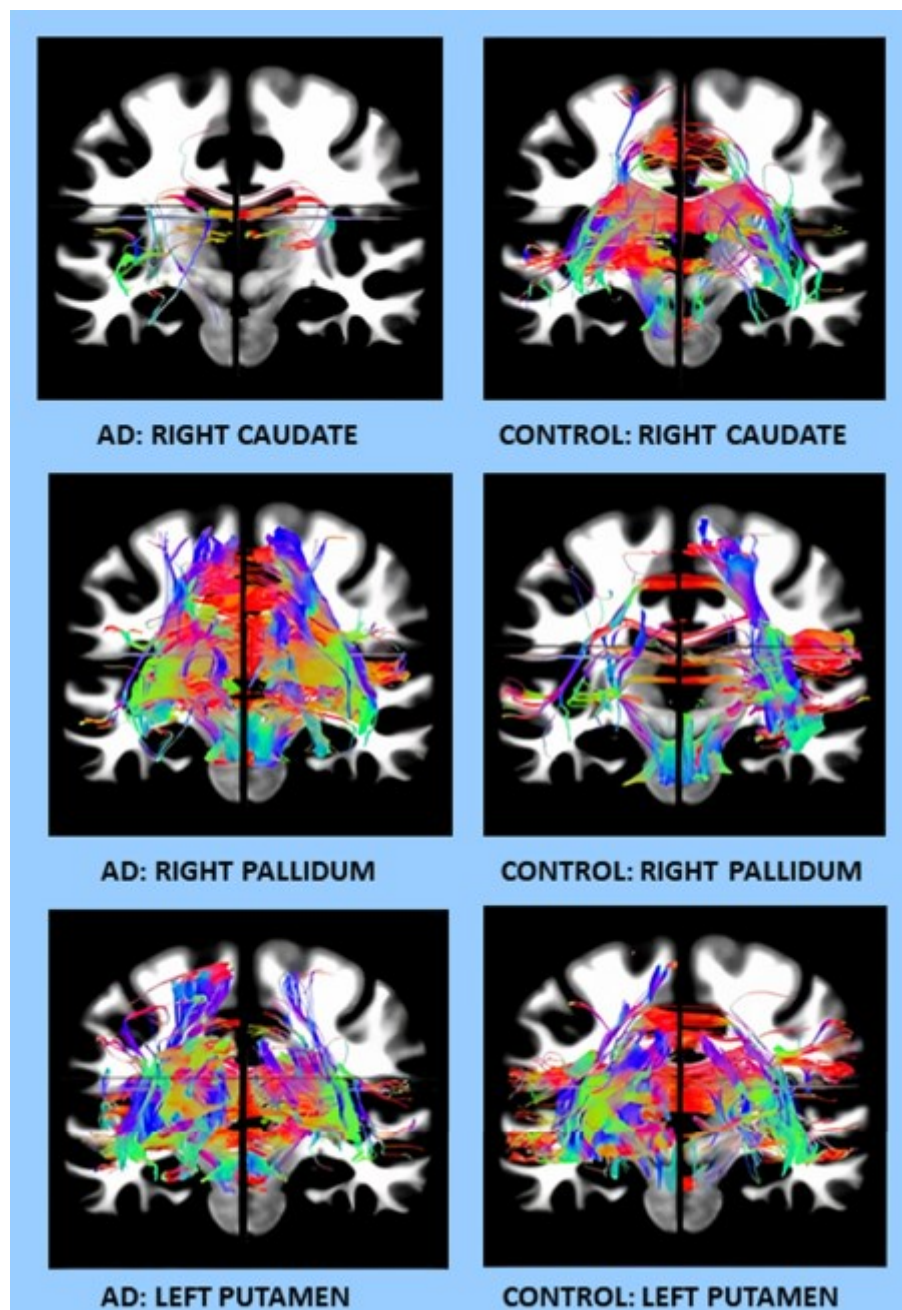 AD: RIGHT CAUDATE
CONTROL: RIGHT CAUDATE
AD: RIGHT PALLIDUM
CONTROL: RIGHT PALLIDUM
AD: LEFT PUTAMEN
CONTROL: LEFT PUTAMEN